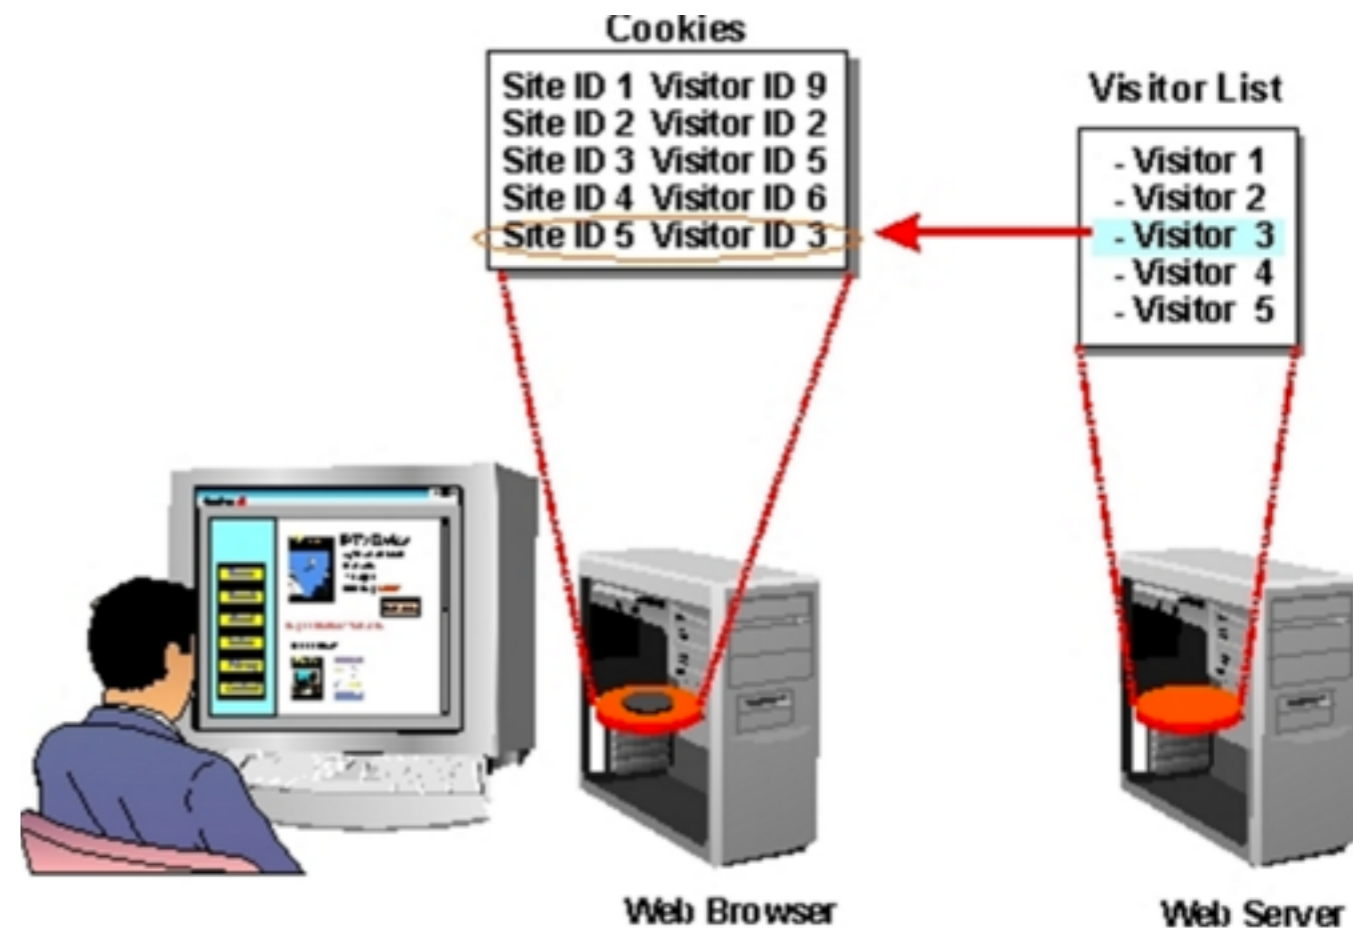 Cookies
Site ID 1 Visitor ID 9
Site ID 2 Visitor ID 2
Site ID 3 Visitor ID 5
Site ID 4 Visitor ID 6
Site ID 5 Visitor ID 3
Visitor List
- Visitor 1
- Visitor 2
- Visitor 3
- Visitor 4
- Visitor 5
Web Browser
Web Server